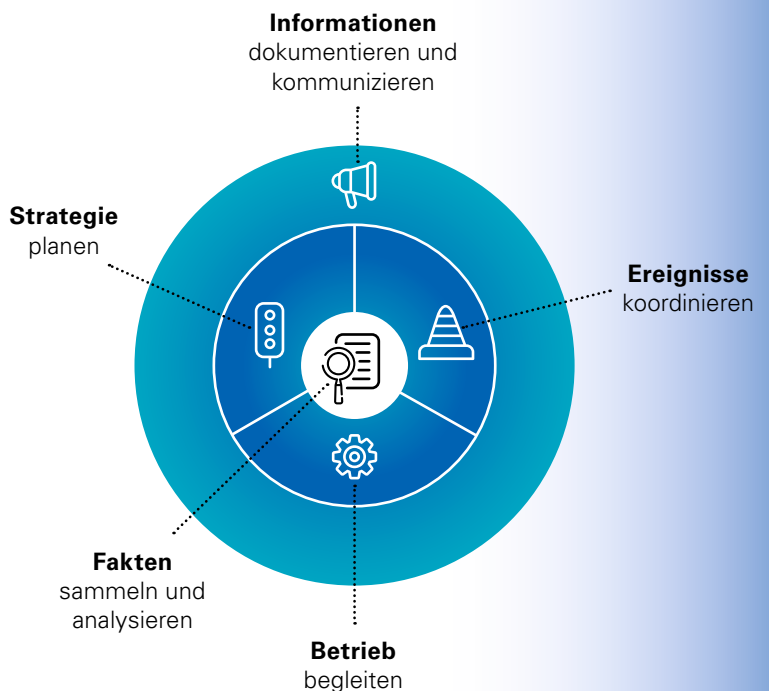 Informationen
dokumentieren und
kommunizieren
Strategie
planen
Ereignisse
koordinieren
Fakten
sammeln und
analysieren
Betrieb
begleiten